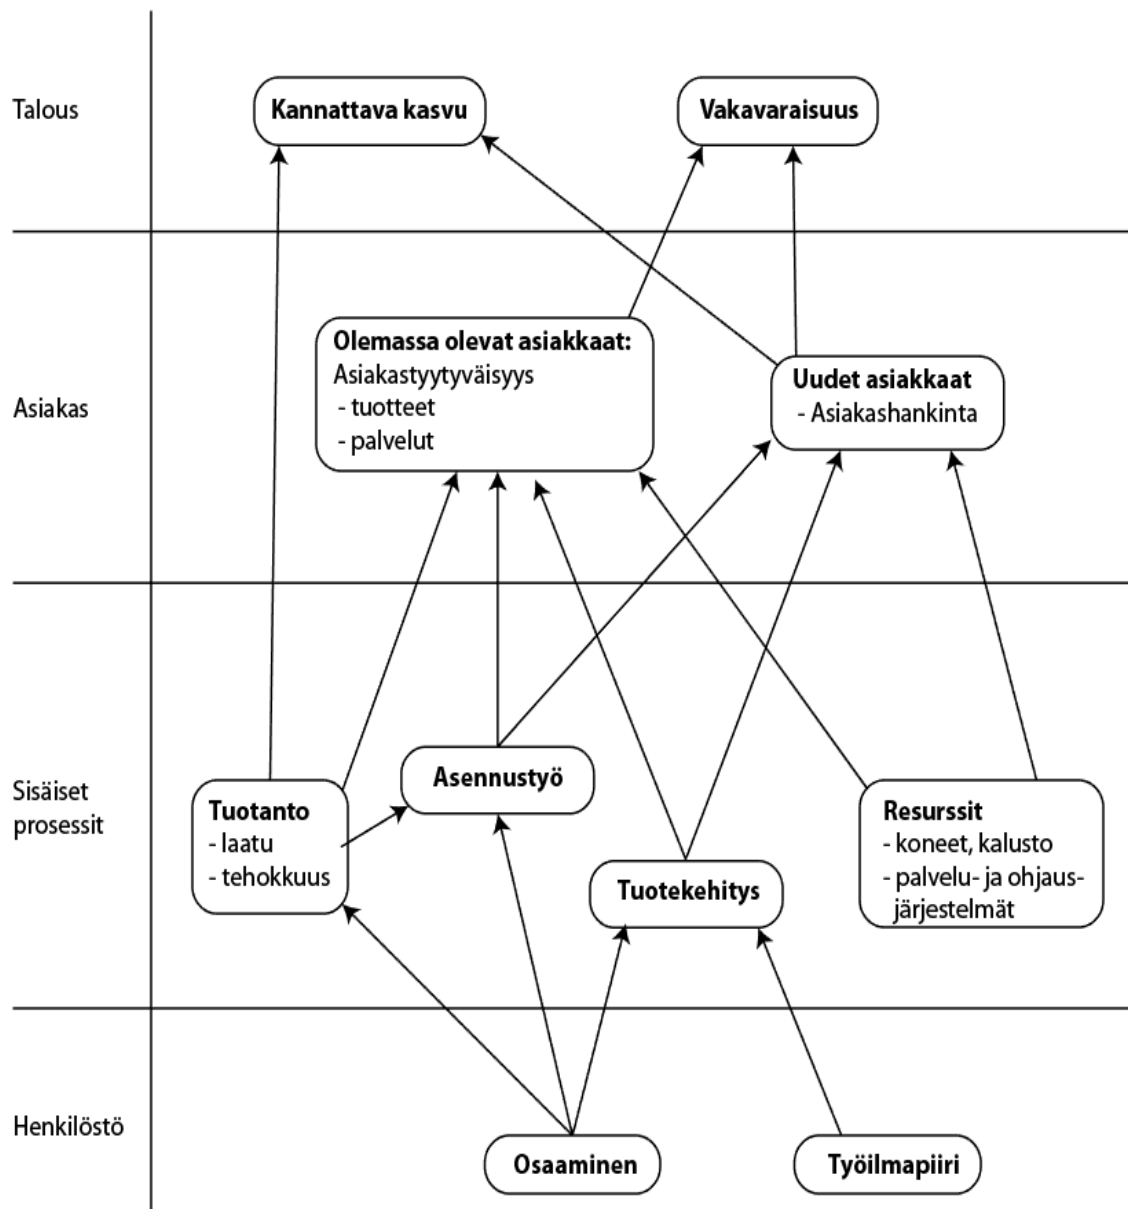 Talous
Kannattava kasvu
Vakavaraisuus
Asiakas
Olemassa olevat asiakkaat:
Asiakastyytyväisyys
- tuotteet
- palvelut
Uudet asiakkaat
- Asiakashankinta
Sisäiset
prosessit
Tuotanto
- laatu
- tehokkuus
Asennustyö
Tuotekehitys
Resurssit
- koneet, kalusto
- palvelu- ja ohjaus-
järjestelmät
Henkilöstö
Osaaminen
Työilmapiiri